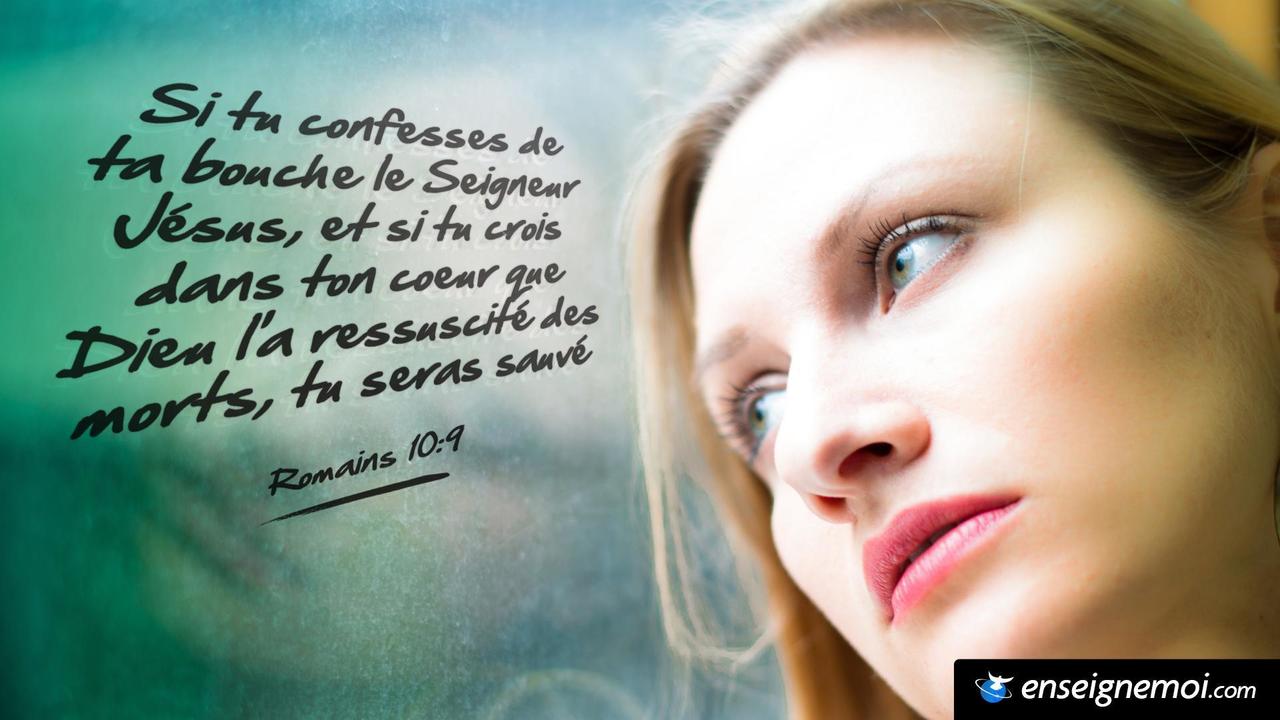 Si tu confesses de
ta bouche le Seigneur
Jésus, et si tu crois
dans ton coeur que
Dieu l'a ressuscité des
morts, tu seras sauvé
Romains 10:9
enseignemoi.com